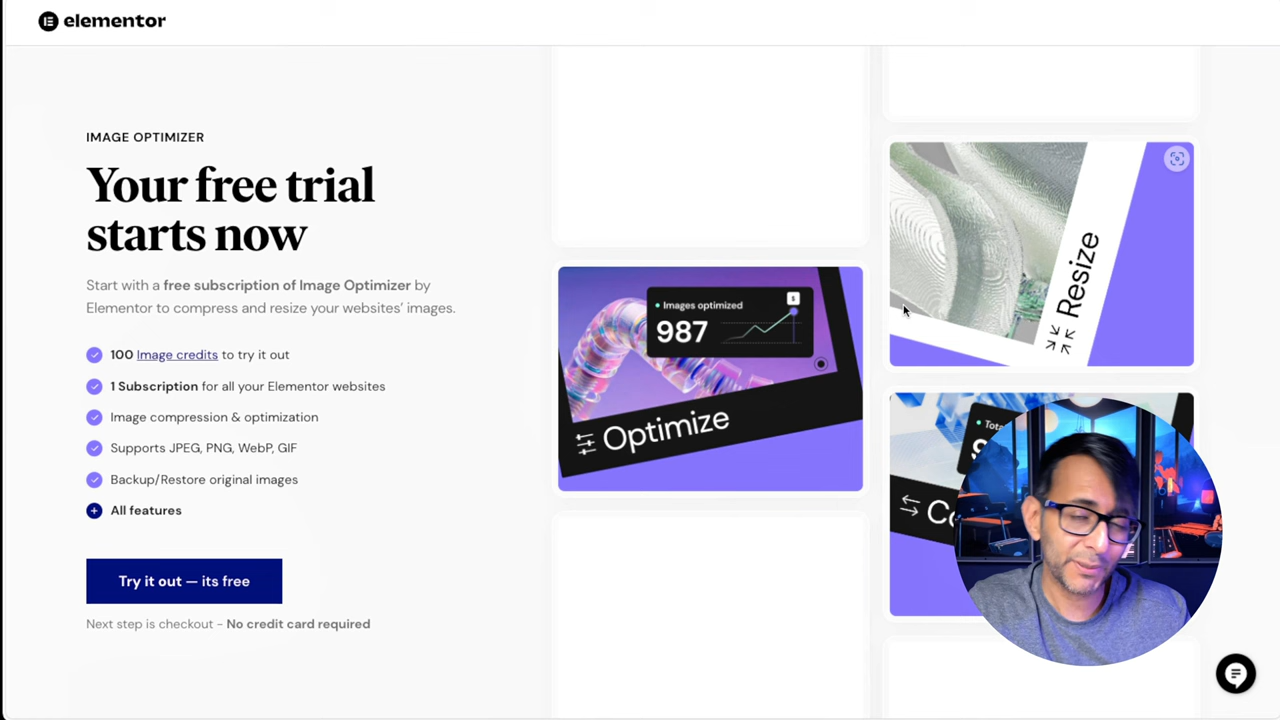 elementor
IMAGE OPTIMIZER
Your free trial
starts now
Start with a free subscription of Image Optimizer by
Elementor to compress and resize your websites’ images.
100 Image credits to try it out
1 Subscription for all your Elementor websites
Image compression & optimization
Supports JPEG, PNG, WebP, GIF
Backup/Restore original images
All features
Try it out — its free
Next step is checkout - No credit card required
Images optimized
987
$
Optimize
Resize